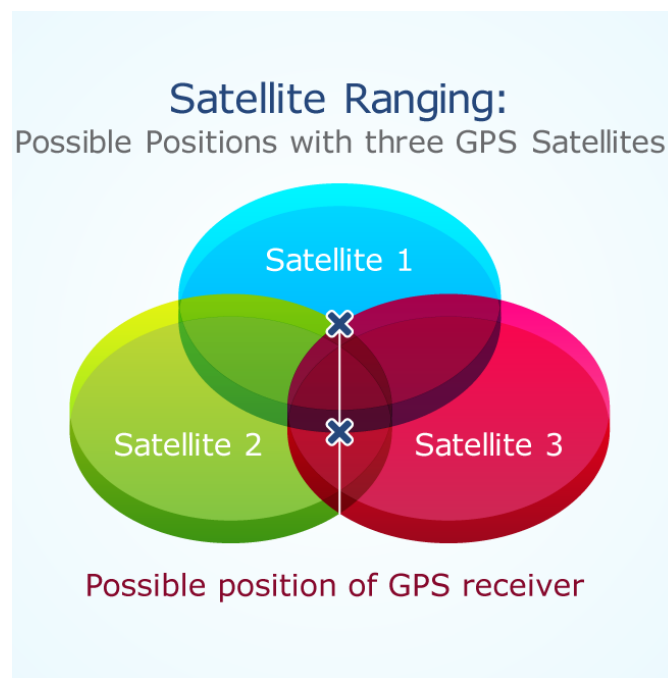 Satellite Ranging:
Possible Positions with three GPS Satellites
Satellite 1
Satellite 2
Satellite 3
Possible position of GPS receiver